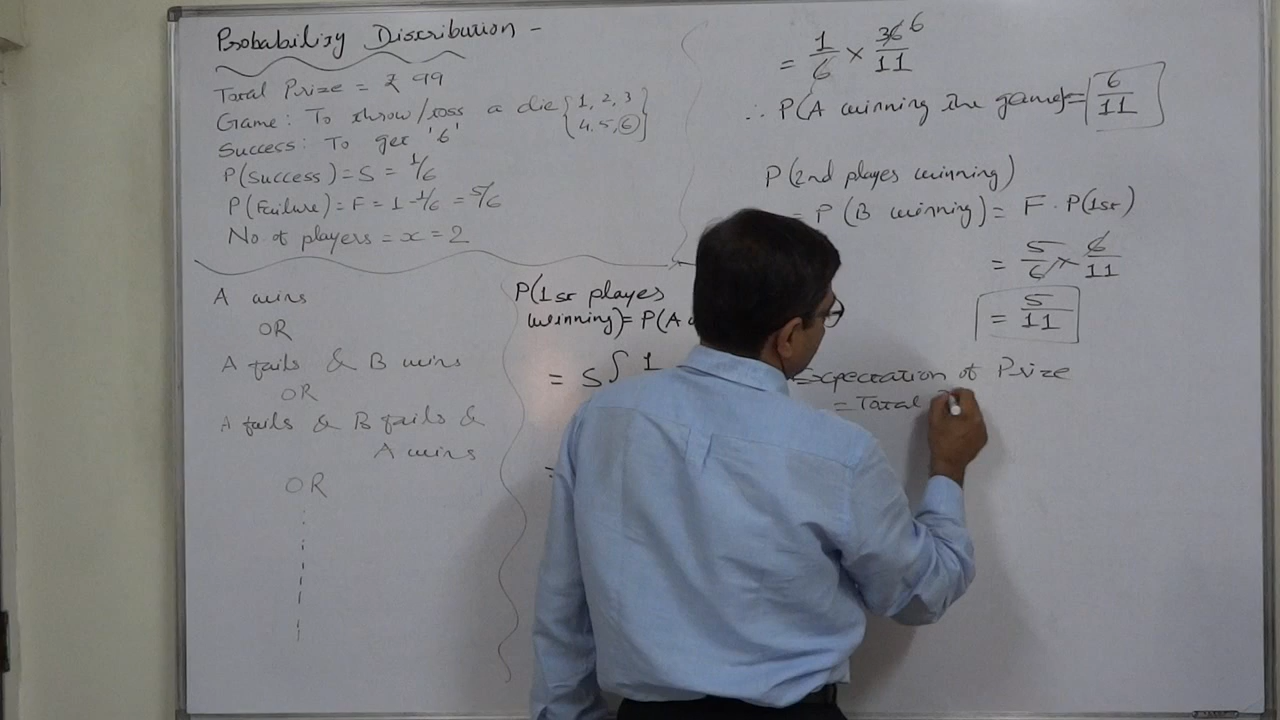 Probability Distribution -
Total Prize = ₹ 99
Game: To throw/toss a die {1, 2, 3
4, 5, 6}
Success: To get '6'
P(Success) = S = 1/6
P(Failure) = F = 1 - 1/6 = 5/6
No. of players = x = 2
A wins
OR
A fails & B wins
OR
A fails & B fails &
A wins
OR
P(1st player
winning) = P(A
= S ∫ 1
=
= 1/6 × 36 6/11
∴ P(A winning the game) = 6/11
P(2nd player winning)
= P(B winning) = F · P(1st)
= 5/6 × 6/11
= 5/11
Expectation of Prize
= Total